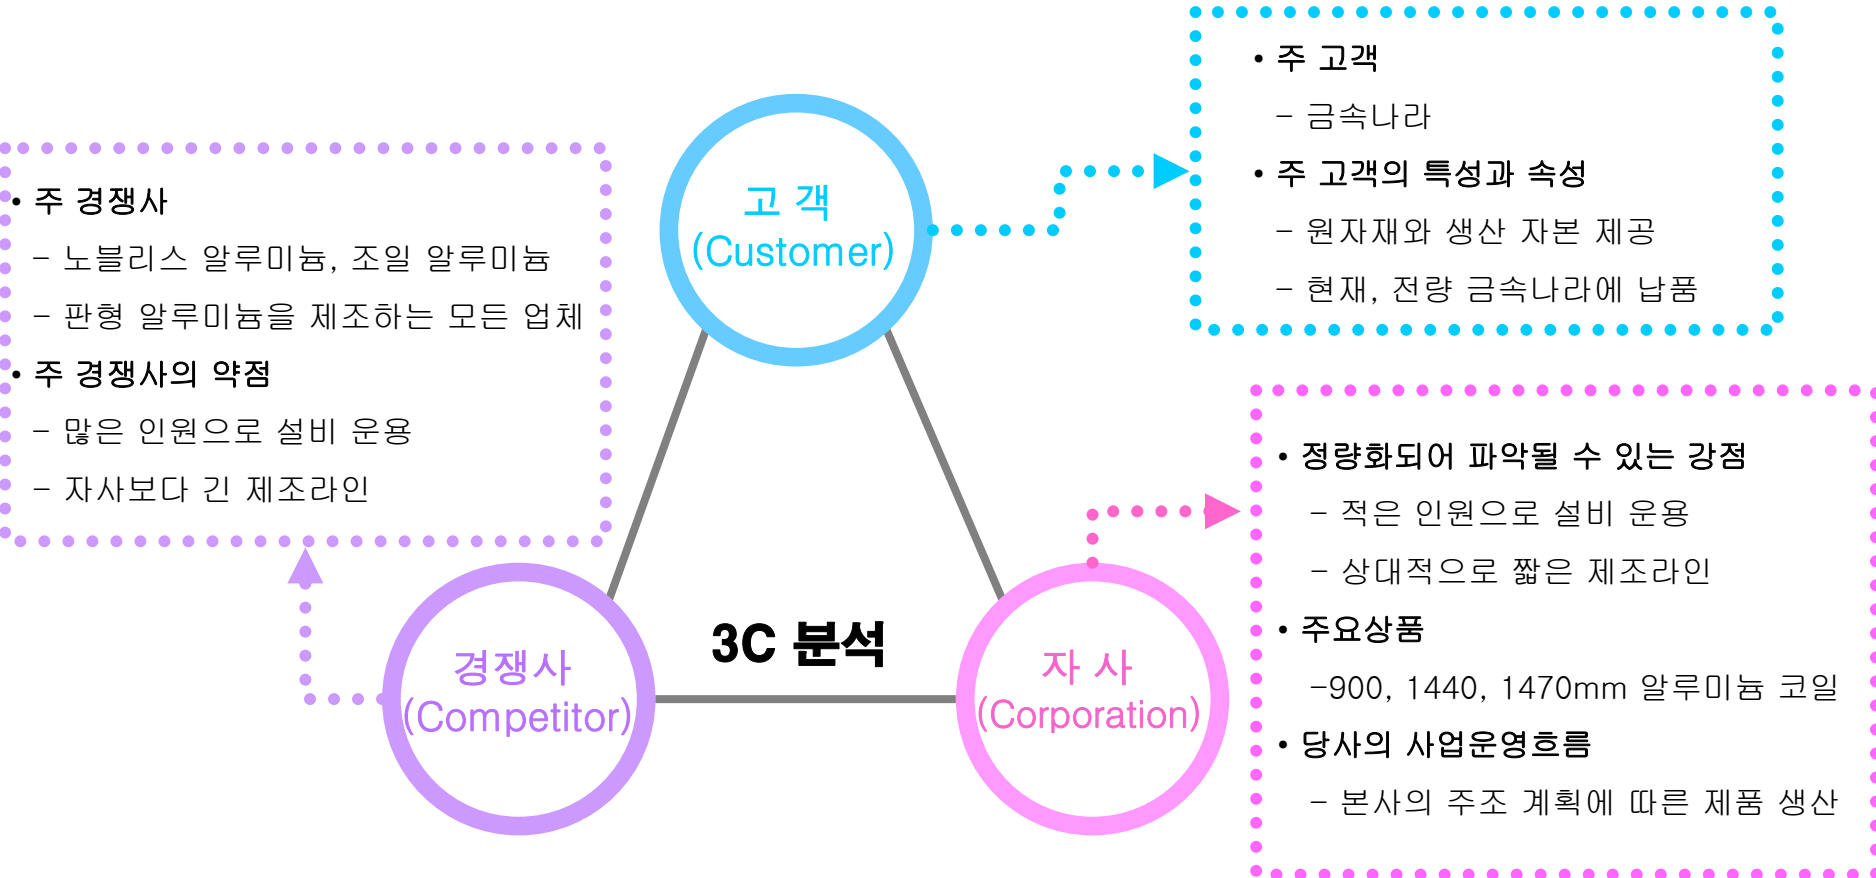 • 주 고객
- 금속나라
• 주 고객의 특성과 속성
- 원자재와 생산 자본 제공
- 현재, 전량 금속나라에 납품
고 객
(Customer)
• 주 경쟁사
- 노블리스 알루미늄, 조일 알루미늄
- 판형 알루미늄을 제조하는 모든 업체
• 주 경쟁사의 약점
- 많은 인원으로 설비 운용
- 자사보다 긴 제조라인
• 정량화되어 파악될 수 있는 강점
- 적은 인원으로 설비 운용
- 상대적으로 짧은 제조라인
• 주요상품
-900, 1440, 1470mm 알루미늄 코일
• 당사의 사업운영흐름
- 본사의 주조 계획에 따른 제품 생산
3C 분석
경쟁사
(Competitor)
자 사
(Corporation)